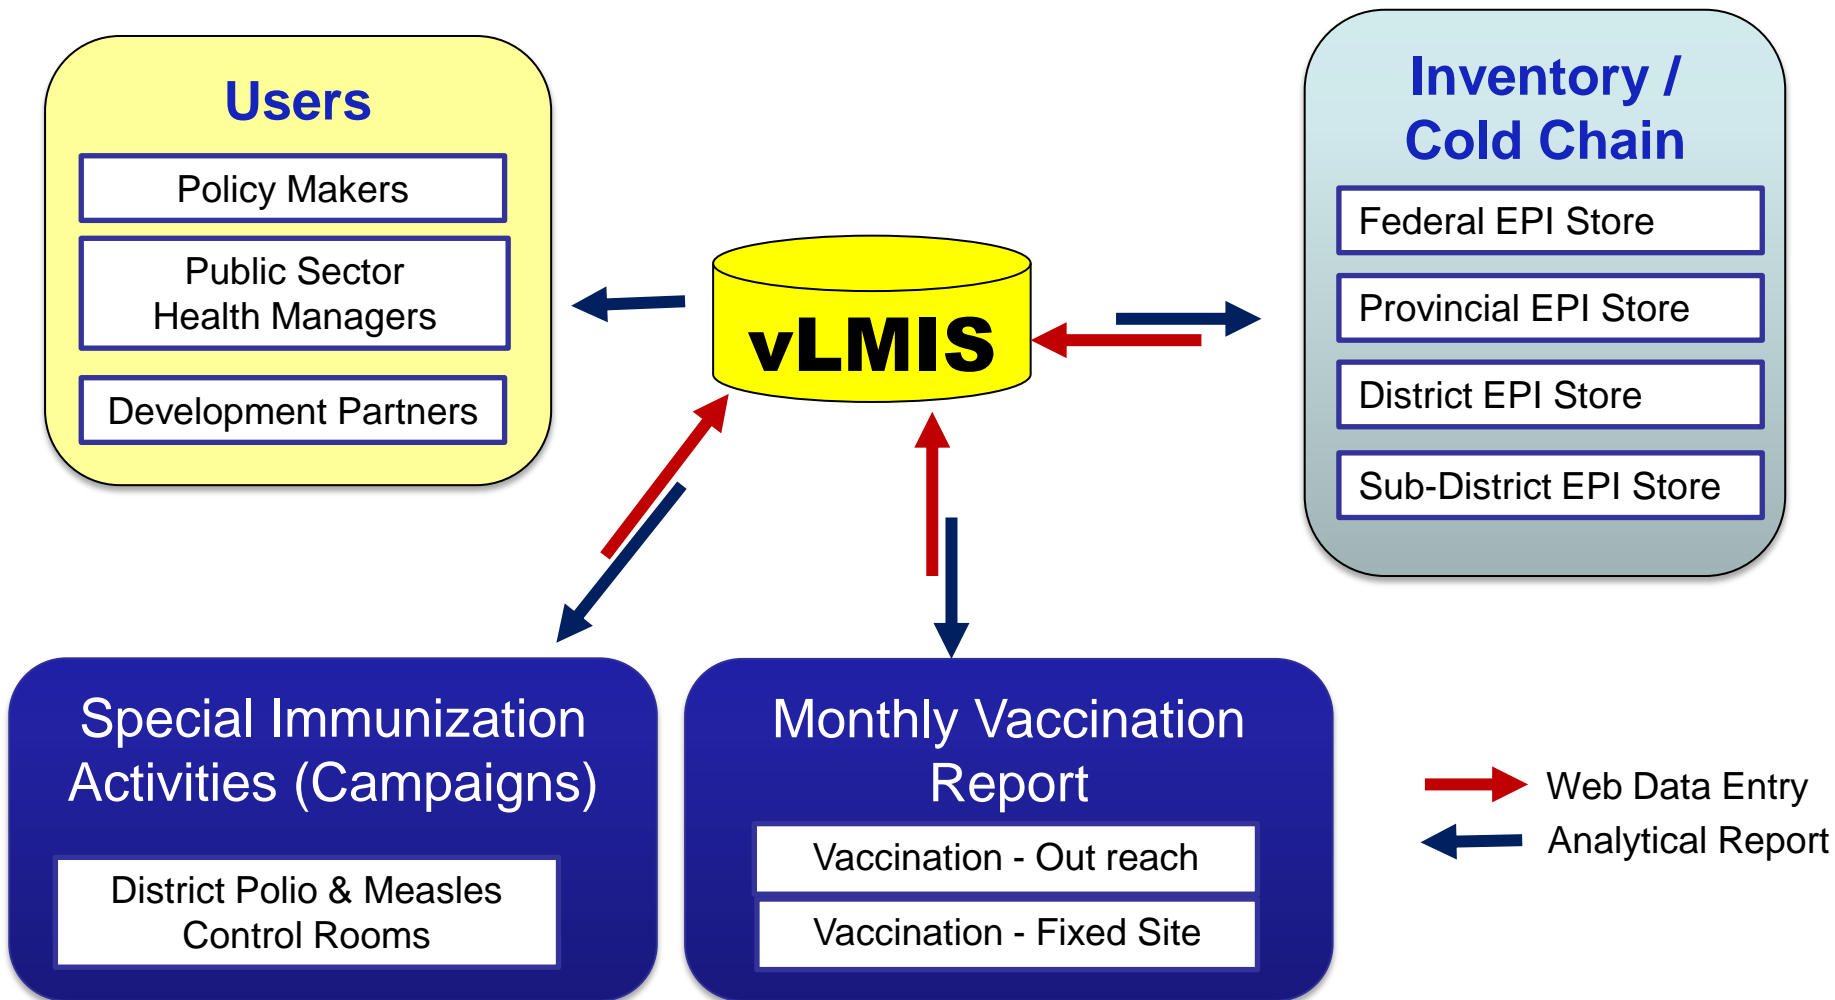 Users
Policy Makers
Public Sector
Health Managers
Development Partners
vLMIS
Inventory /
Cold Chain
Federal EPI Store
Provincial EPI Store
District EPI Store
Sub-District EPI Store
Special Immunization
Activities (Campaigns)
District Polio & Measles
Control Rooms
Monthly Vaccination
Report
Vaccination - Out reach
Vaccination - Fixed Site
Web Data Entry
Analytical Report